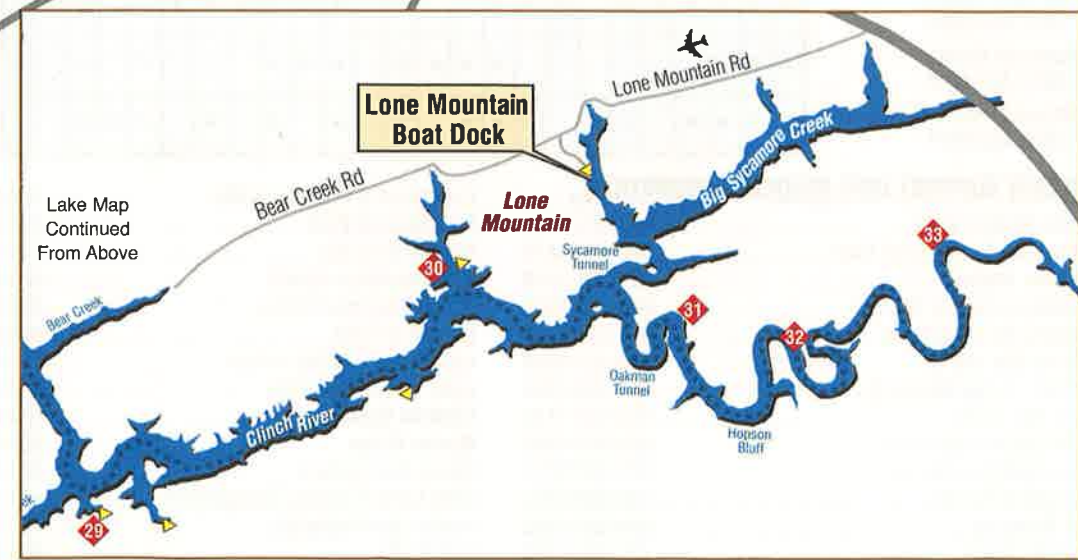 Lone Mountain Rd
Lone Mountain
Boat Dock
Big Sycamore Creek
Bear Creek Rd
Lone
Mountain
Lake Map
Continued
From Above
33
Sycamore
Tunnel
30
Bear Creek
31
32
Oakman
Tunnel
Clinch River
Hopson
Bluff
ek
29